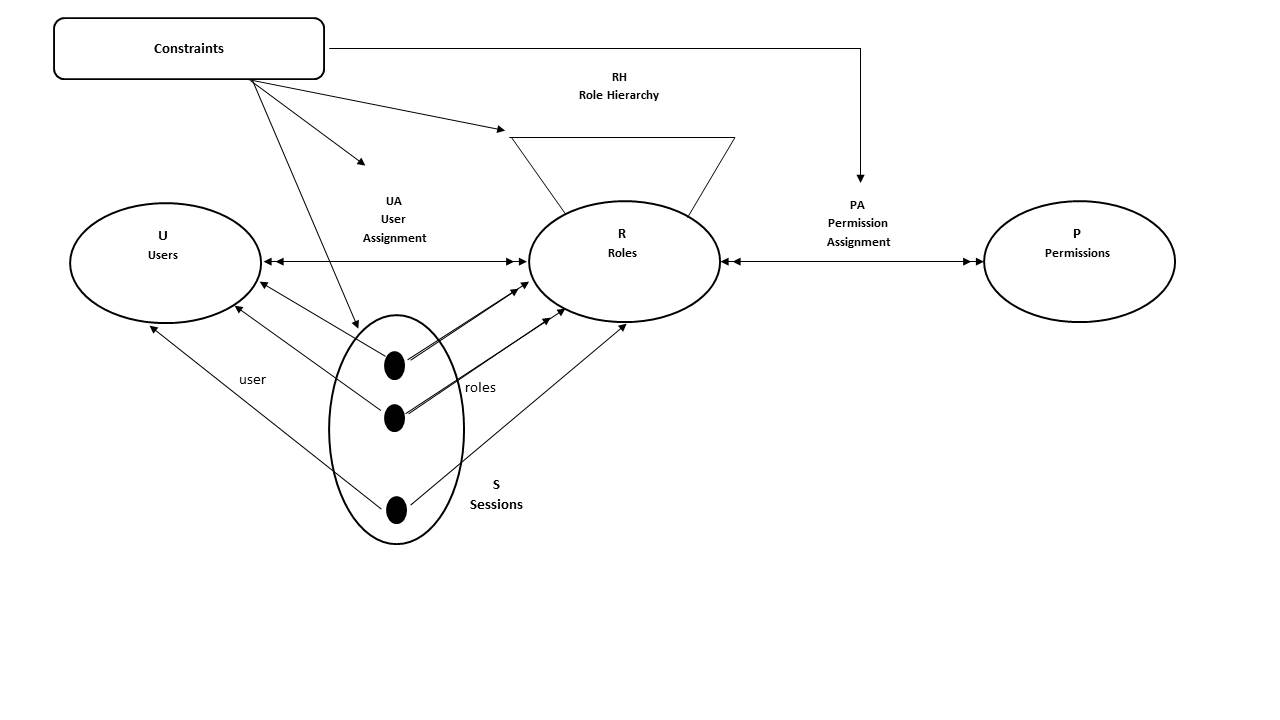 Constraints
RH
Role Hierarchy
UA
User
Assignment
PA
Permission
Assignment
U
Users
R
Roles
P
Permissions
user
roles
S
Sessions